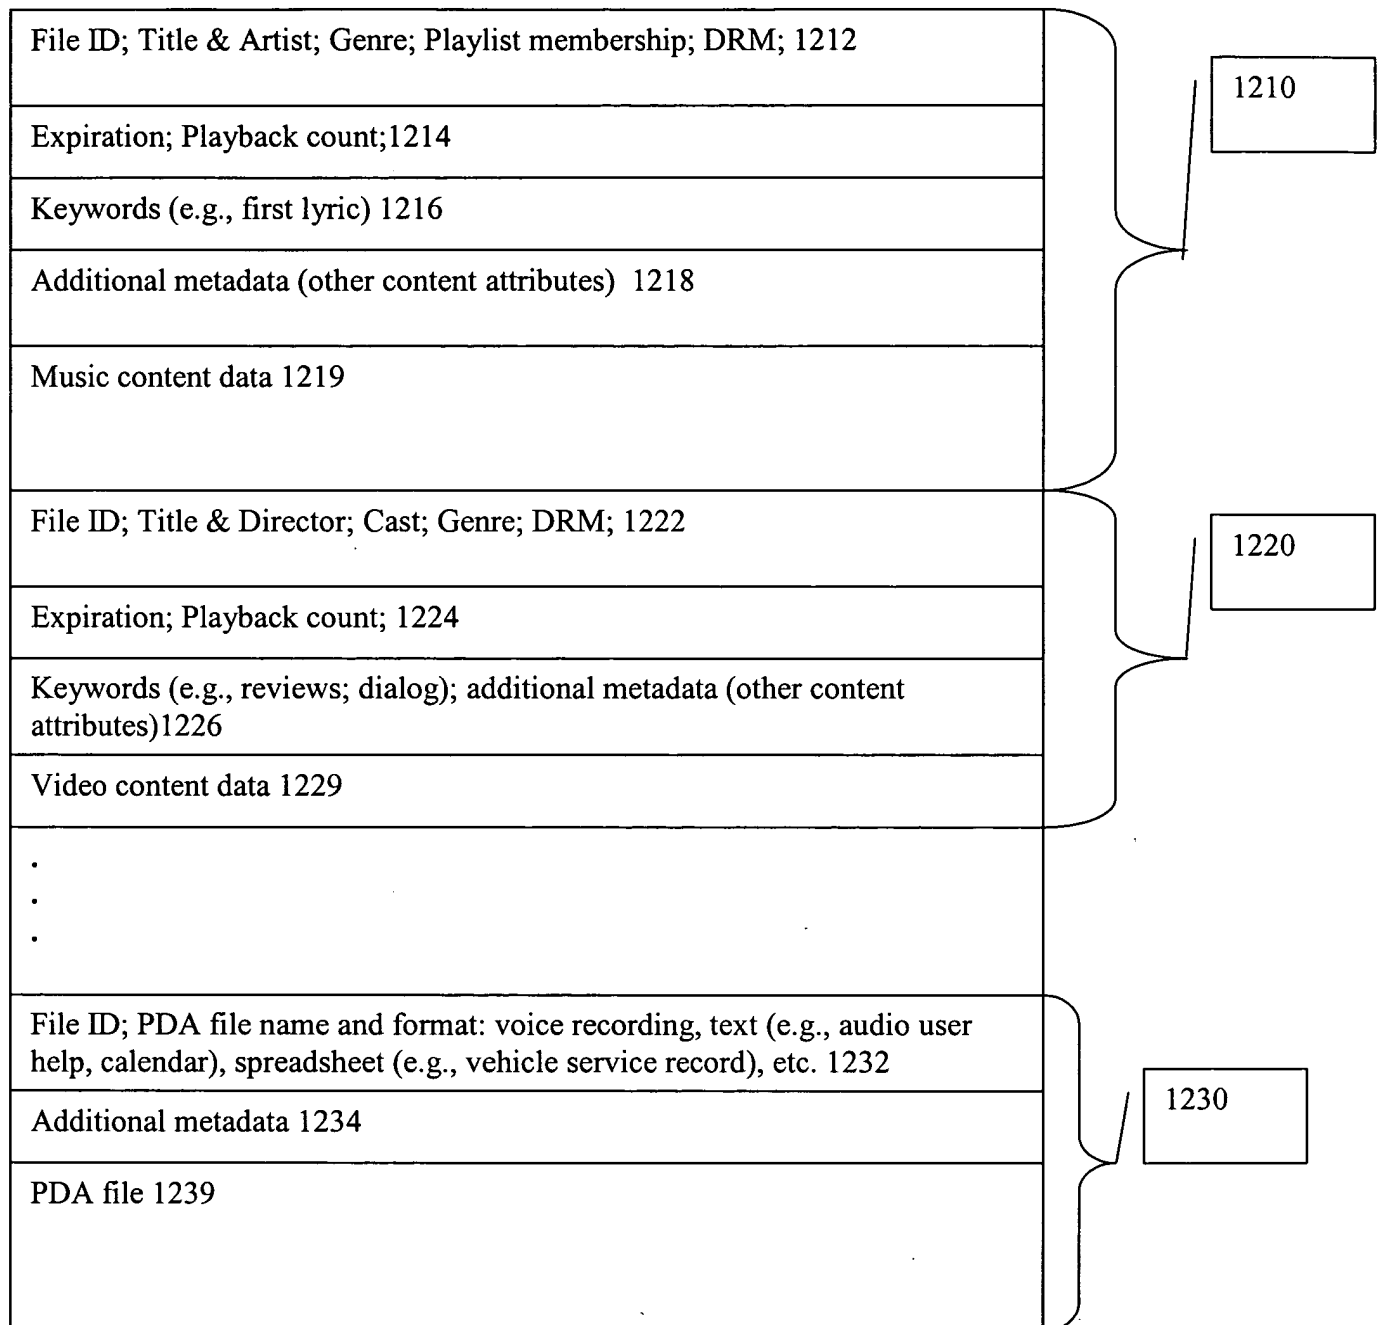 File ID; Title & Artist; Genre; Playlist membership; DRM; 1212
1210
Expiration; Playback count;1214
Keywords (e.g., first lyric) 1216
Additional metadata (other content attributes) 1218
Music content data 1219
File ID; Title & Director; Cast; Genre; DRM; 1222
1220
Expiration; Playback count; 1224
Keywords (e.g., reviews; dialog); additional metadata (other content
attributes)1226
Video content data 1229
.
.
.
File ID; PDA file name and format: voice recording, text (e.g., audio user
help, calendar), spreadsheet (e.g., vehicle service record), etc. 1232
1230
Additional metadata 1234
PDA file 1239